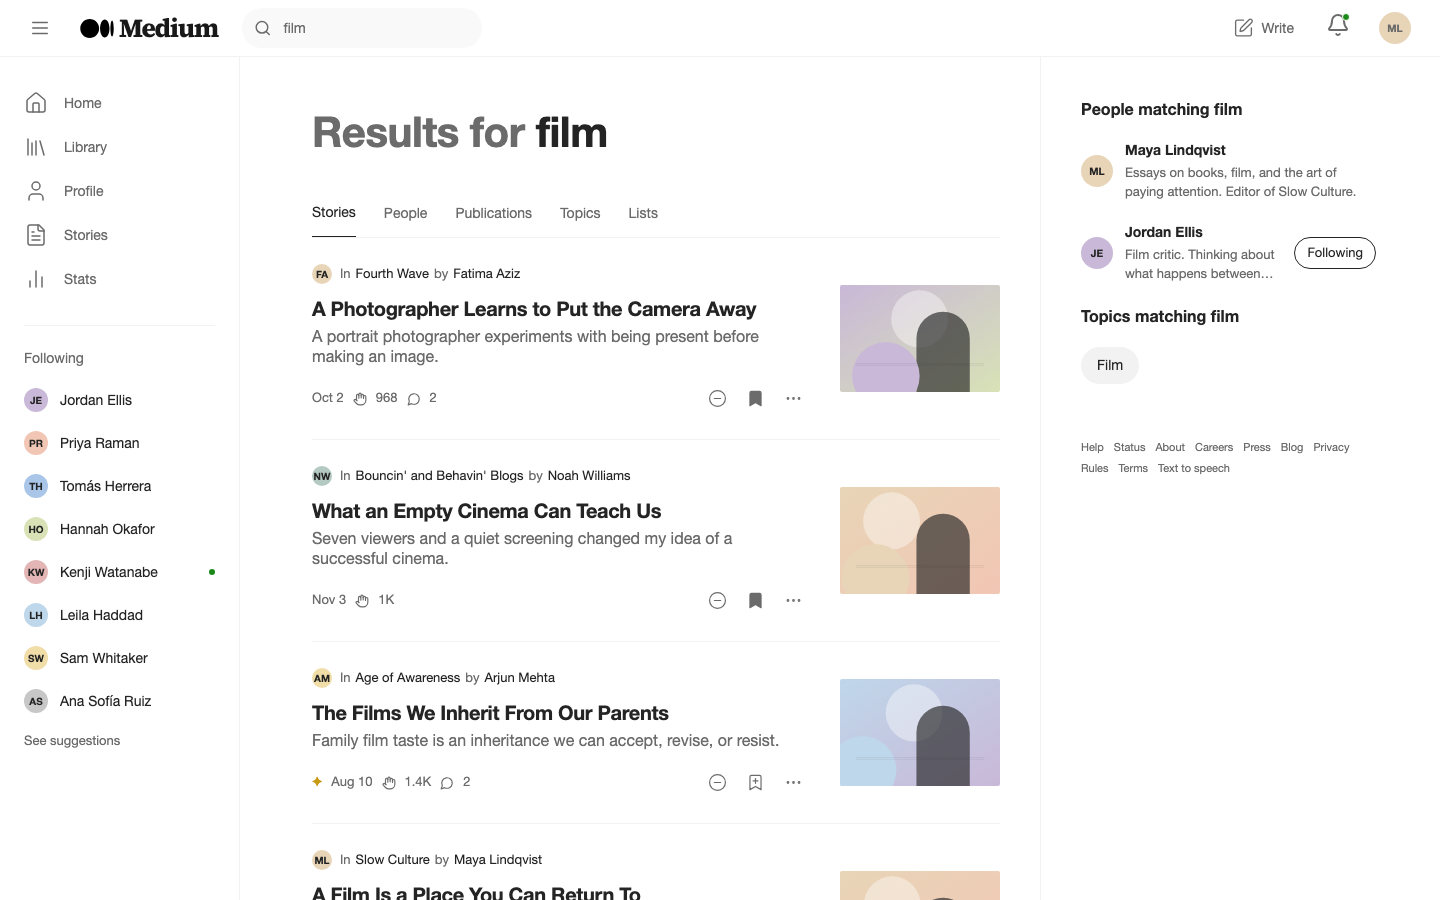 Medium
film
Write
ML
Home
Library
Profile
Stories
Stats
Following
JE Jordan Ellis
PR Priya Raman
TH Tomás Herrera
HO Hannah Okafor
KW Kenji Watanabe
LH Leila Haddad
SW Sam Whitaker
AS Ana Sofía Ruiz
See suggestions
Results for film
Stories People Publications Topics Lists
FA In Fourth Wave by Fatima Aziz
A Photographer Learns to Put the Camera Away
A portrait photographer experiments with being present before
making an image.
Oct 2 968 2
NW In Bouncin' and Behavin' Blogs by Noah Williams
What an Empty Cinema Can Teach Us
Seven viewers and a quiet screening changed my idea of a
successful cinema.
Nov 3 1K
AM In Age of Awareness by Arjun Mehta
The Films We Inherit From Our Parents
Family film taste is an inheritance we can accept, revise, or resist.
Aug 10 1.4K 2
ML In Slow Culture by Maya Lindqvist
A Film Is a Place You Can Return To
People matching film
ML
Maya Lindqvist
Essays on books, film, and the art of
paying attention. Editor of Slow Culture.
JE
Jordan Ellis
Film critic. Thinking about
what happens between…
Following
Topics matching film
Film
Help Status About Careers Press Blog Privacy
Rules Terms Text to speech